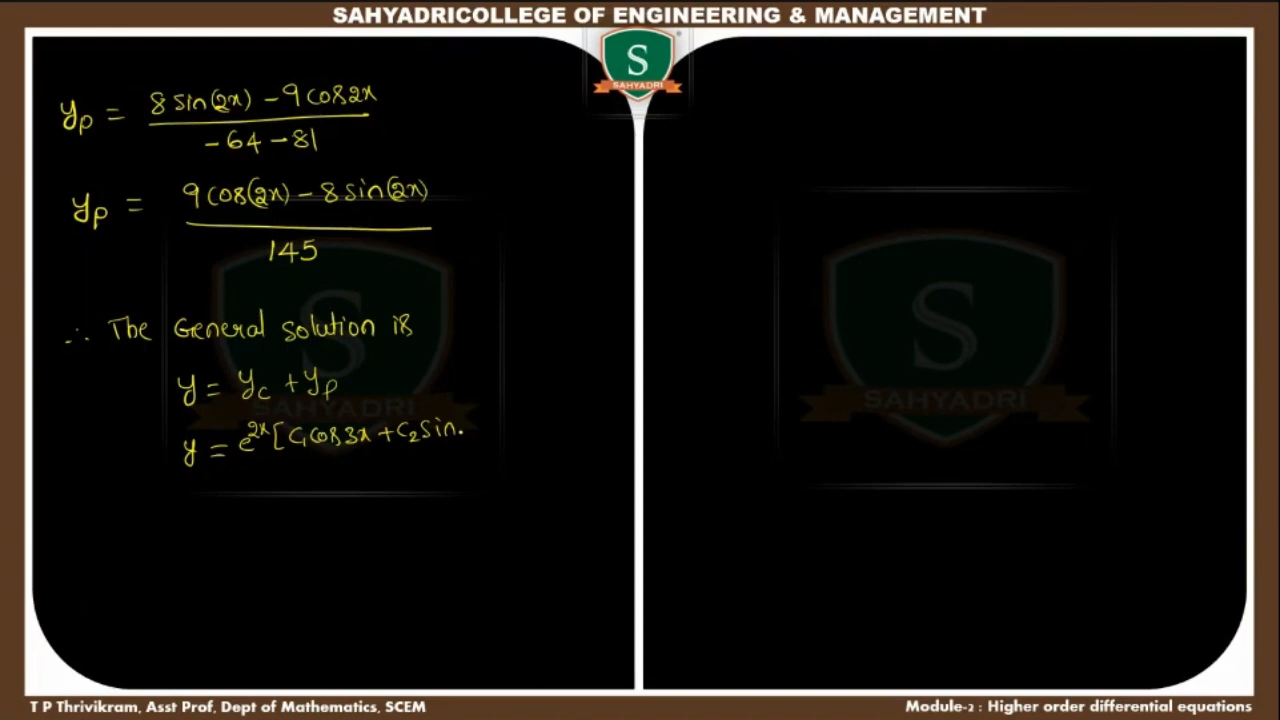 SAHYADRICOLLEGE OF ENGINEERING & MANAGEMENT
S
SAHYADRI
yp = 8 sin(2x) - 9 cos2x / -64 - 81
yp = 9 cos(2x) - 8 sin(2x) / 145
∴ The General solution is
y = yc + yp
y = e^2x [C1 cos3x + C2 sin
S
SAHYADRI
S
SAHYADRI
T P Thrivikram, Asst Prof, Dept of Mathematics, SCEM
Module-2 : Higher order differential equations